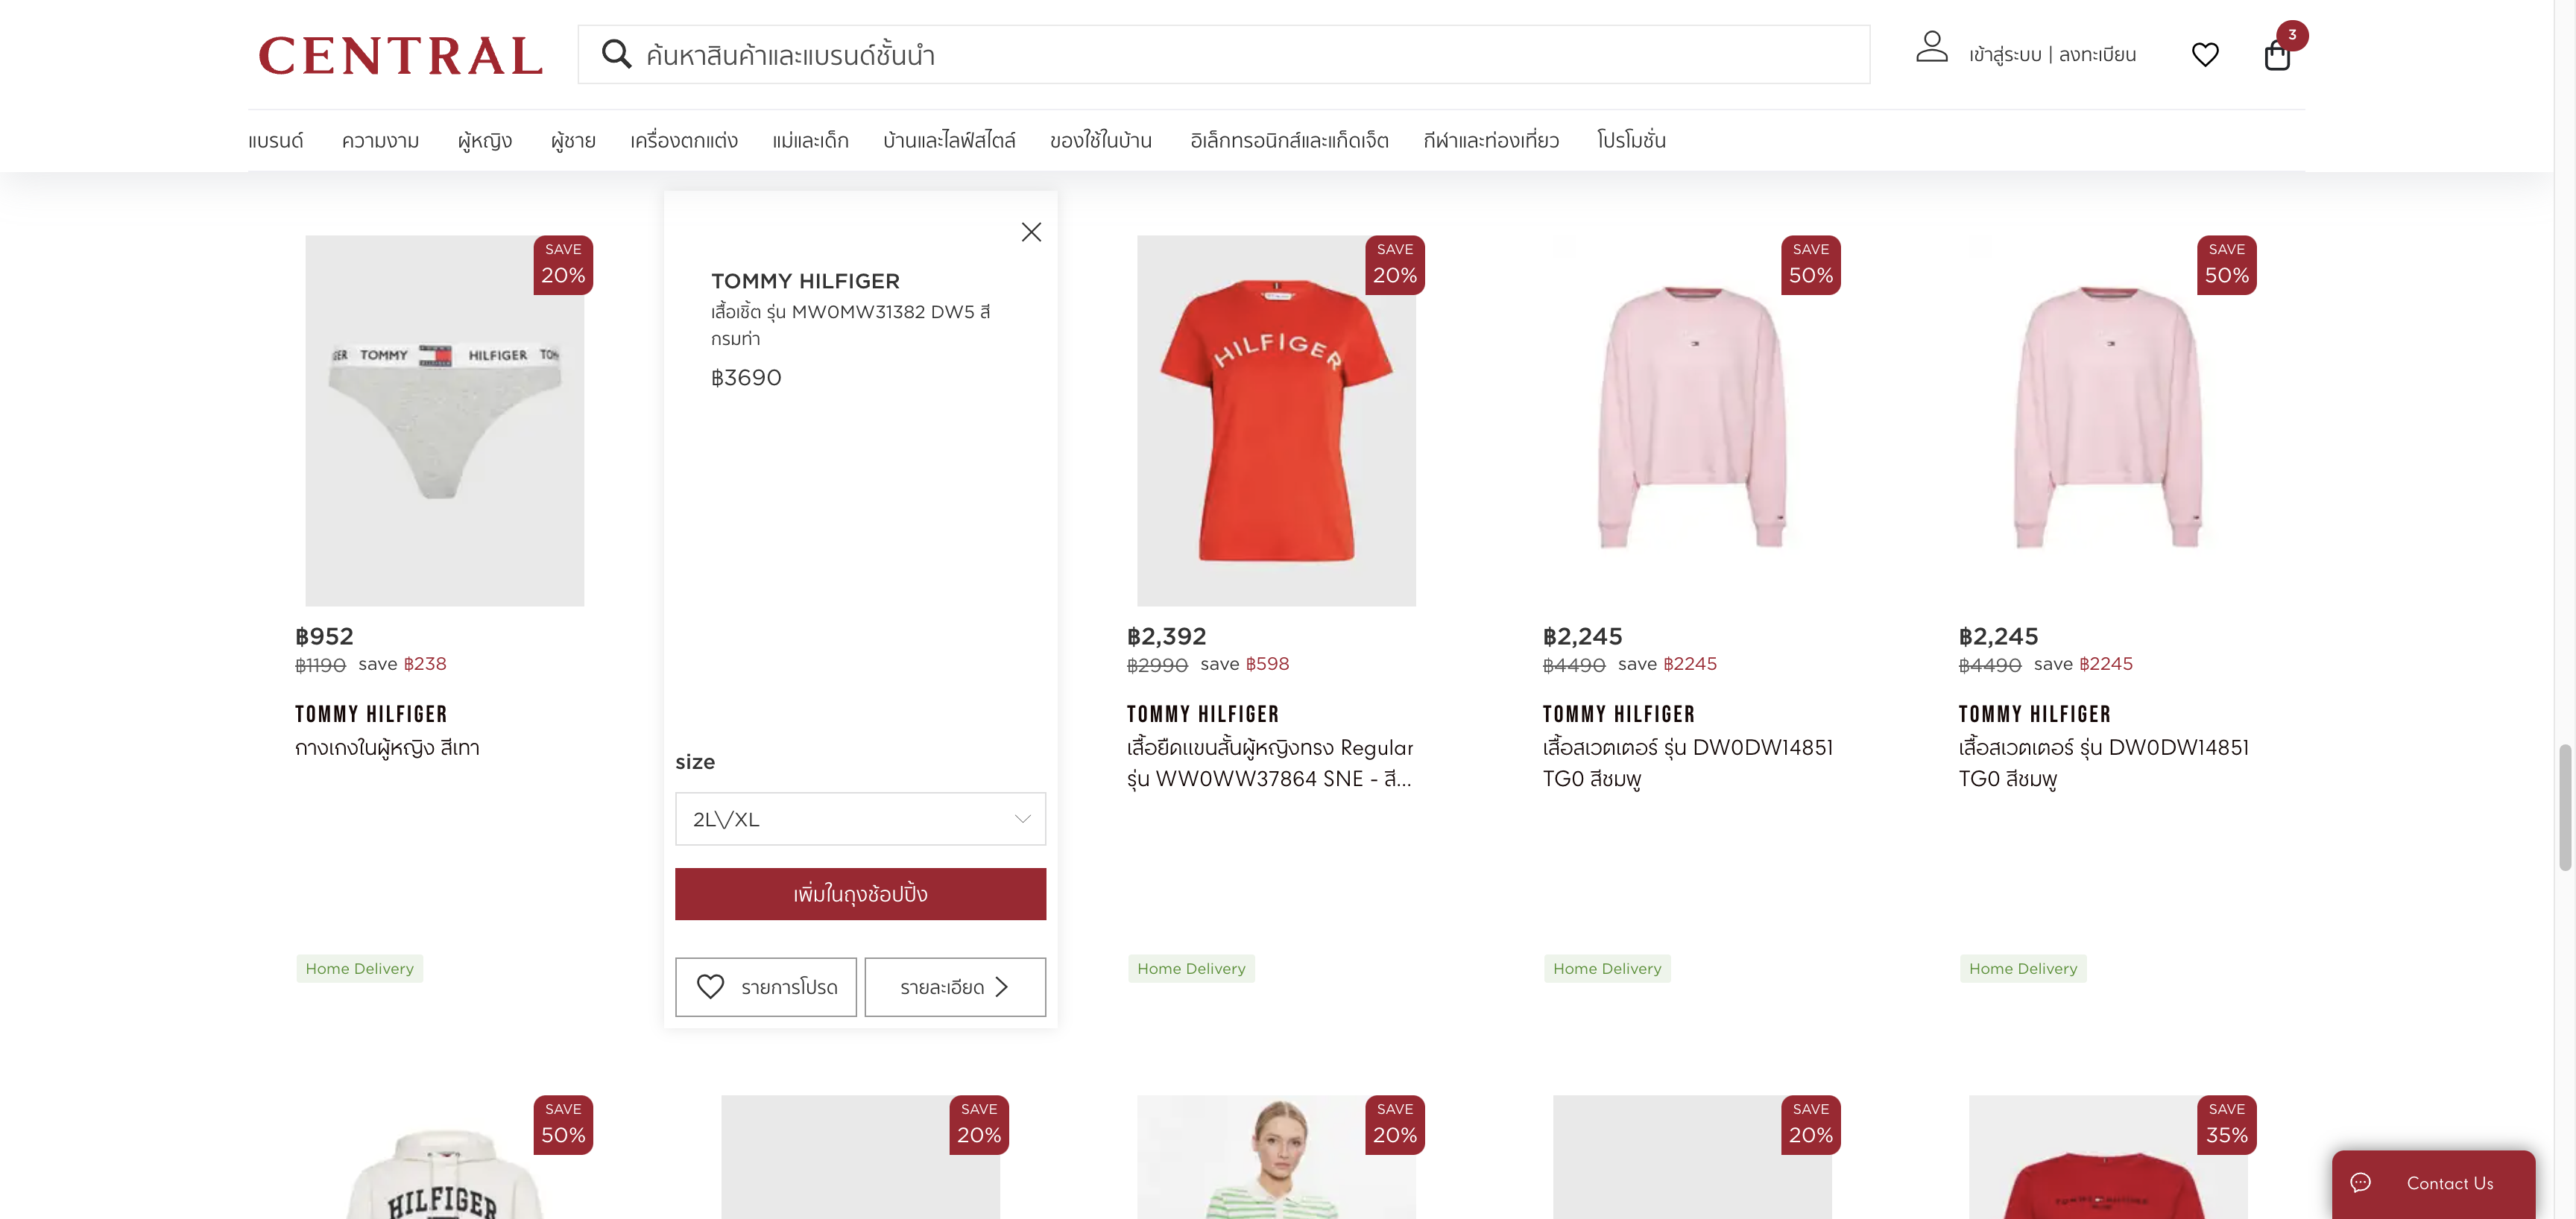 CENTRAL
ค้นหาสินค้าและแบรนด์ชั้นนำ
เข้าสู่ระบบ | ลงทะเบียน
3
แบรนด์ ความงาม ผู้หญิง ผู้ชาย เครื่องตกแต่ง แม่และเด็ก บ้านและไลฟ์สไตล์ ของใช้ในบ้าน อิเล็กทรอนิกส์และแก็ดเจ็ต กีฬาและท่องเที่ยว โปรโมชั่น
SAVE
20%
TOMMY HILFIGER
฿952
฿1190 save ฿238
TOMMY HILFIGER
กางเกงในผู้หญิง สีเทา
Home Delivery
TOMMY HILFIGER
เสื้อเชิ้ต รุ่น MW0MW31382 DW5 สี
กรมท่า
฿3690
size
2L\/XL
เพิ่มในถุงช้อปปิ้ง
รายการโปรด
รายละเอียด
SAVE
20%
HILFIGER
฿2,392
฿2990 save ฿598
TOMMY HILFIGER
เสื้อยืดแขนสั้นผู้หญิงทรง Regular
รุ่น WW0WW37864 SNE - สี...
Home Delivery
SAVE
50%
฿2,245
฿4490 save ฿2245
TOMMY HILFIGER
เสื้อสเวตเตอร์ รุ่น DW0DW14851
TG0 สีชมพู
Home Delivery
SAVE
50%
฿2,245
฿4490 save ฿2245
TOMMY HILFIGER
เสื้อสเวตเตอร์ รุ่น DW0DW14851
TG0 สีชมพู
Home Delivery
SAVE
50%
HILFIGER
SAVE
20%
SAVE
20%
SAVE
20%
SAVE
35%
Contact Us